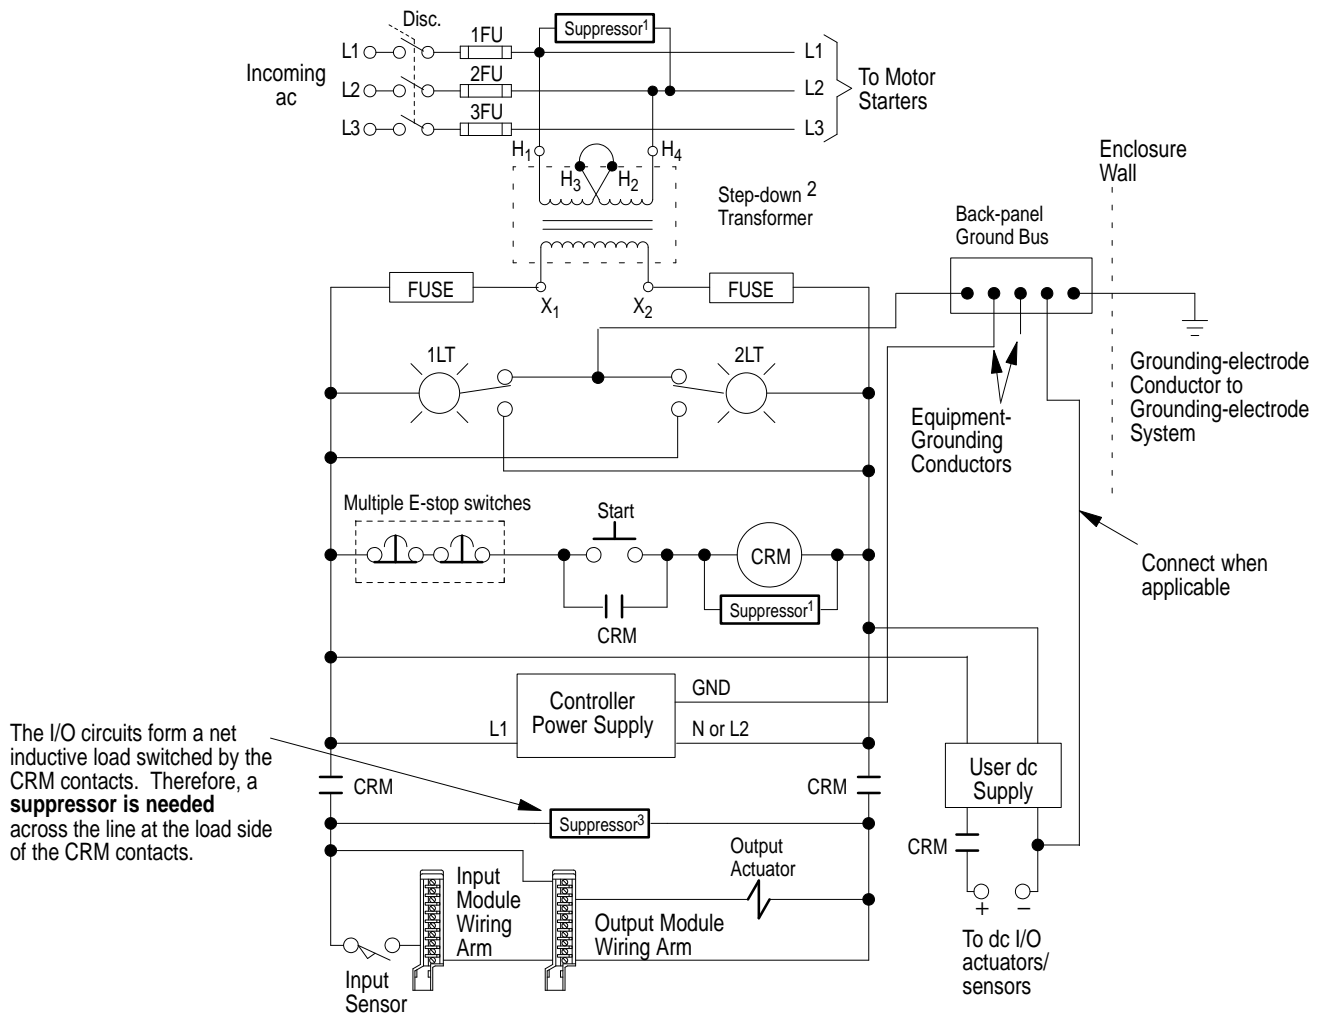 Disc.
1FU
Suppressor1
L1
L1
Incoming
ac
2FU
L2
L2
To Motor
Starters
3FU
L3
L3
H1
H4
H3
H2
Enclosure
Wall
Step-down 2
Transformer
Back-panel
Ground Bus
FUSE
X1
X2
FUSE
1LT
2LT
Grounding-electrode
Conductor to
Grounding-electrode
System
Equipment-
Grounding
Conductors
Multiple E-stop switches
Start
CRM
Connect when
applicable
Suppressor1
CRM
GND
Controller
Power Supply
L1
N or L2
The I/O circuits form a net
inductive load switched by the
CRM contacts. Therefore, a
suppressor is needed
across the line at the load side
of the CRM contacts.
CRM
CRM
User dc
Supply
Suppressor3
CRM
Output
Actuator
Input
Module
Wiring
Arm
Output Module
Wiring Arm
+
–
To dc I/O
actuators/
sensors
Input
Sensor